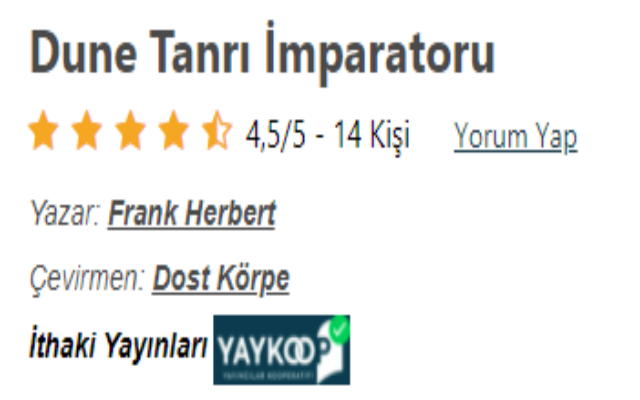 Dune Tanrı İmparatoru
4,5/5 - 14 Kişi Yorum Yap
Yazar: Frank Herbert
Çevirmen: Dost Körpe
İthaki Yayınları YAYKOOP
YAYINCILAR KOOPERATİFİ